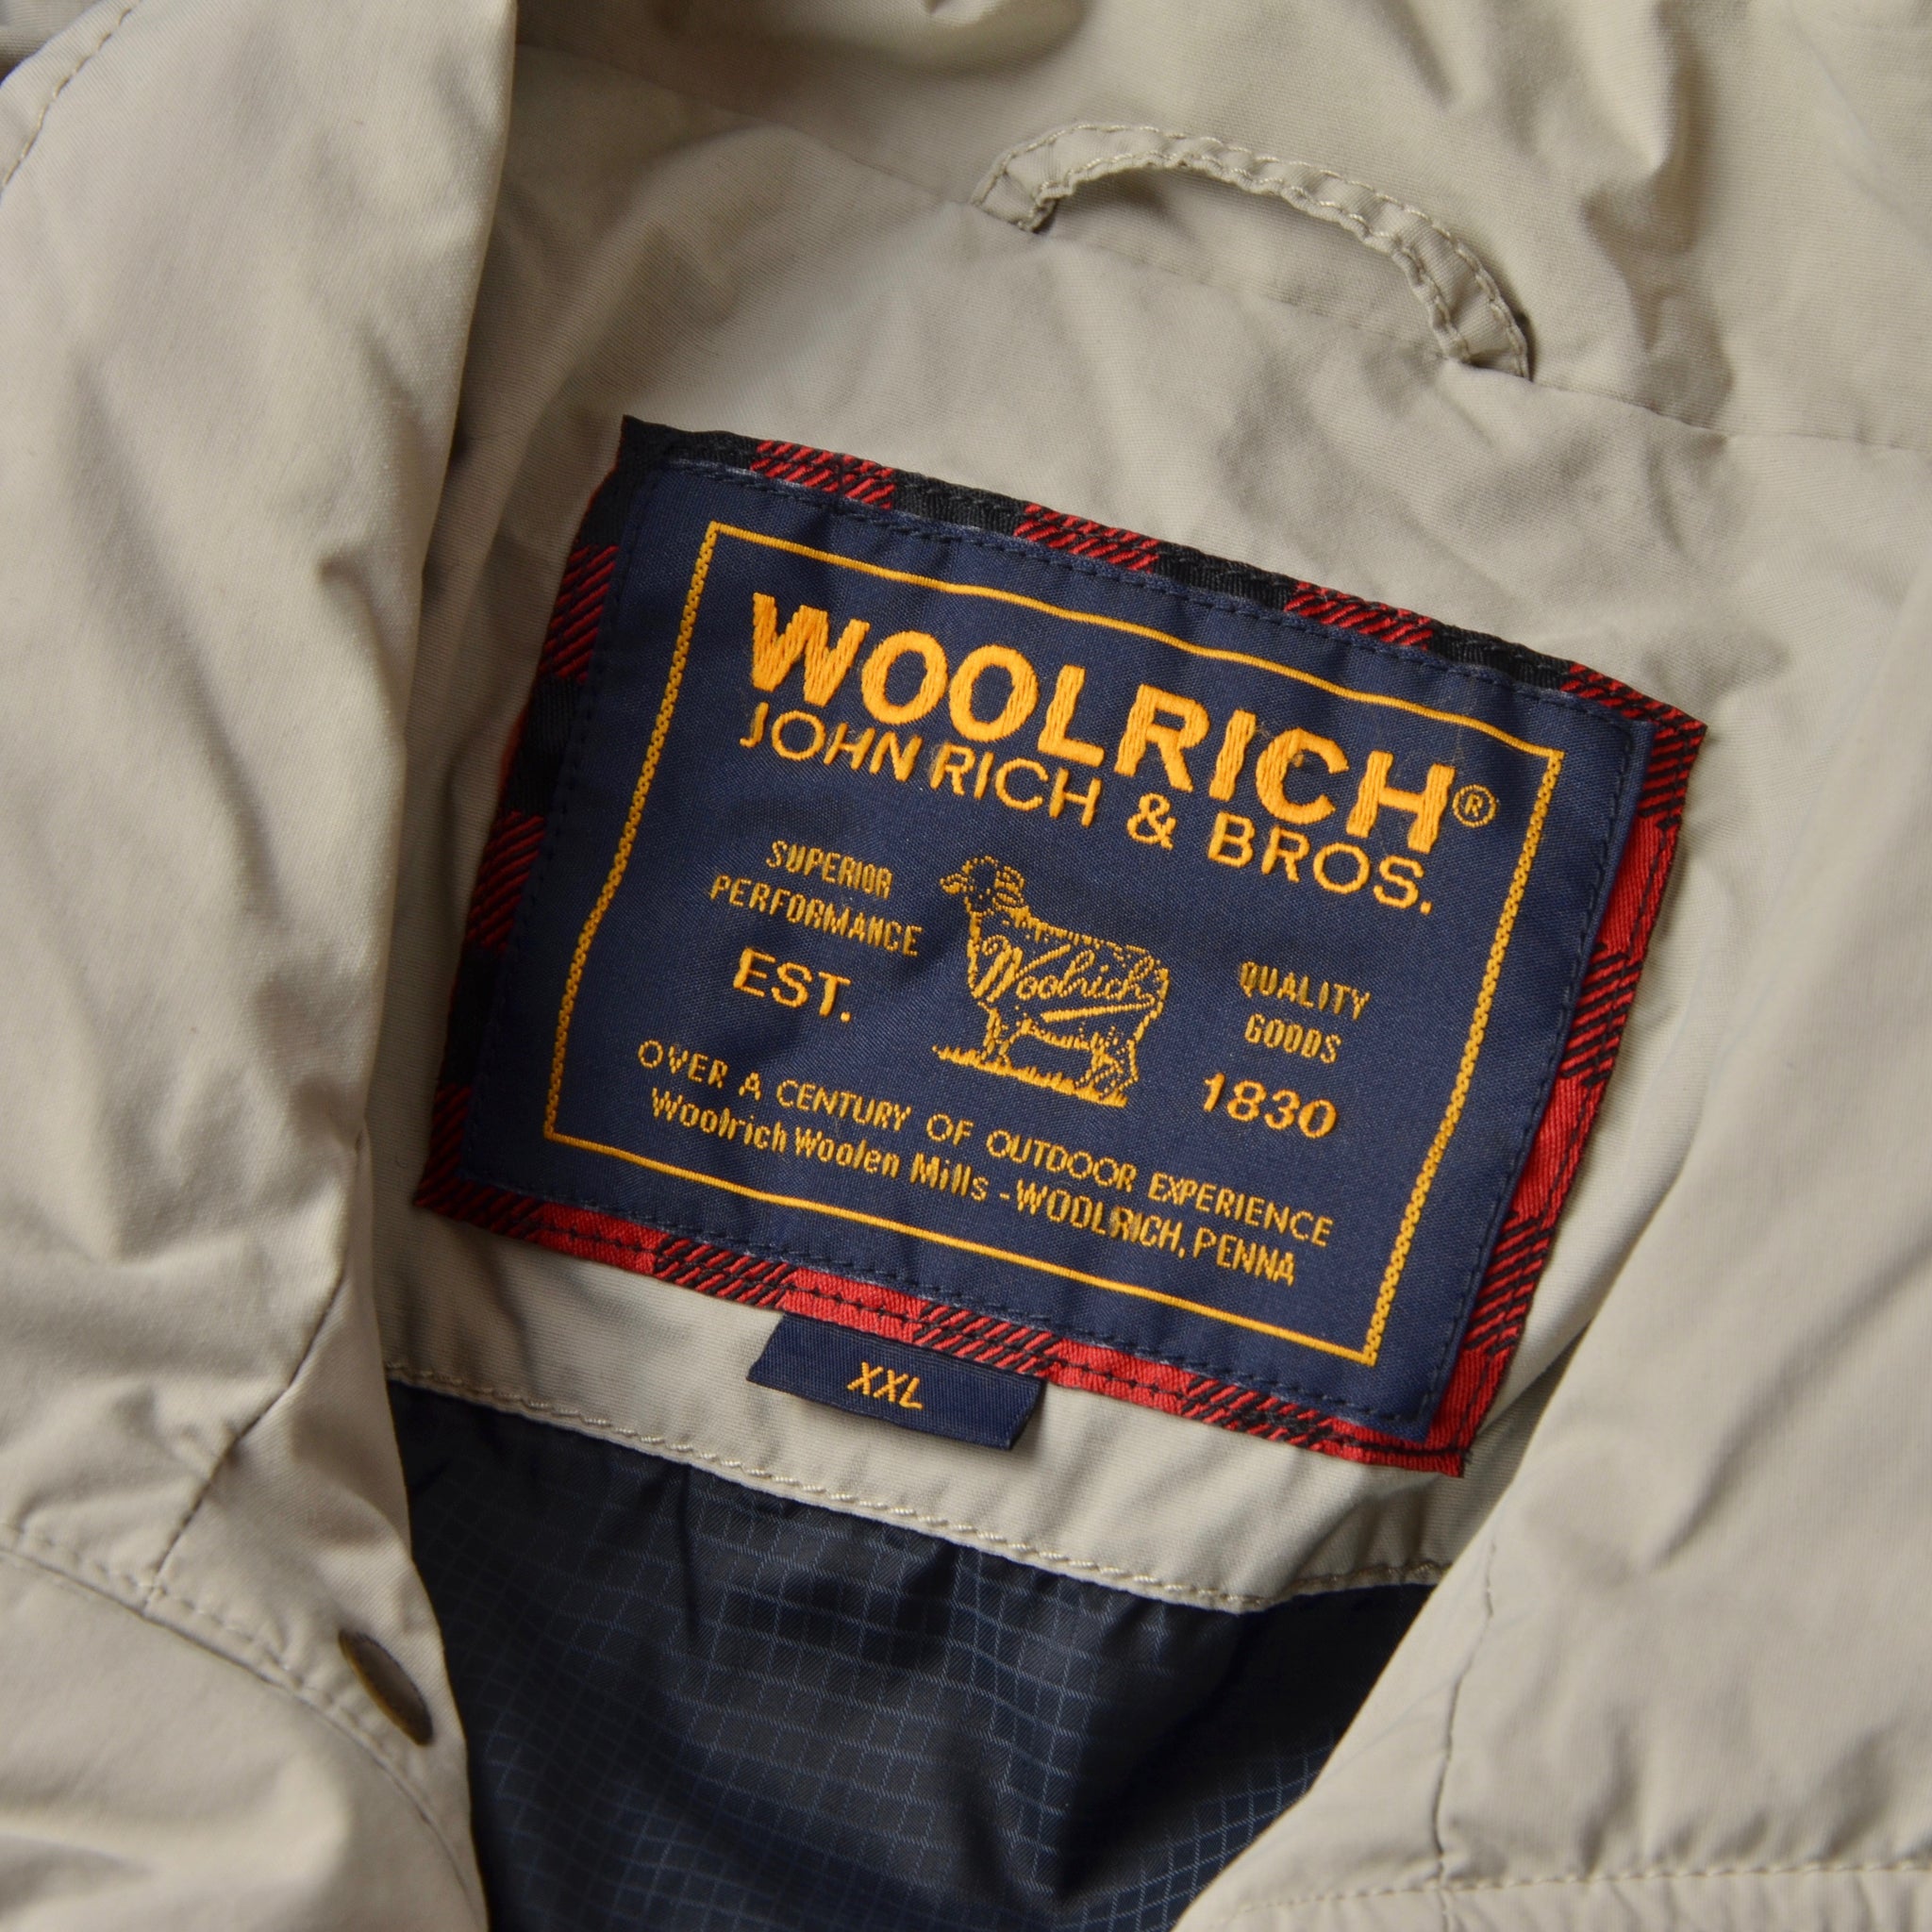 WOOLRICH®
JOHN RICH & BROS.
SUPERIOR
PERFORMANCE
EST.
Woolrich
QUALITY
GOODS
1830
OVER A CENTURY OF OUTDOOR EXPERIENCE
Woolrich Woolen Mills - WOOLRICH, PENNA
XXL